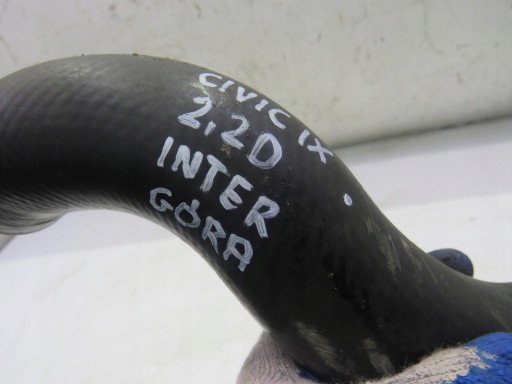 CIVIC IX
2,2D
INTER
GÓRA